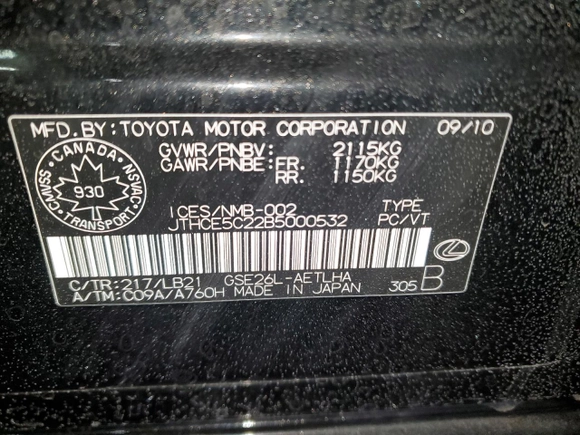 MFD.BY:TOYOTA MOTOR CORPORATION 09/10
GVWR/PNBV: 2115KG
GAWR/PNBE:FR. 1170KG
RR. 1150KG
CANADA
CMVSS 930 NSVAC
TRANSPORT
ICES/NMB-002 TYPE
JTHCE5C22B5000532 PC/VT
C/TR:217/LB21 GSE26L-AETLHA
A/TM:C09A/A760H MADE IN JAPAN 305 B